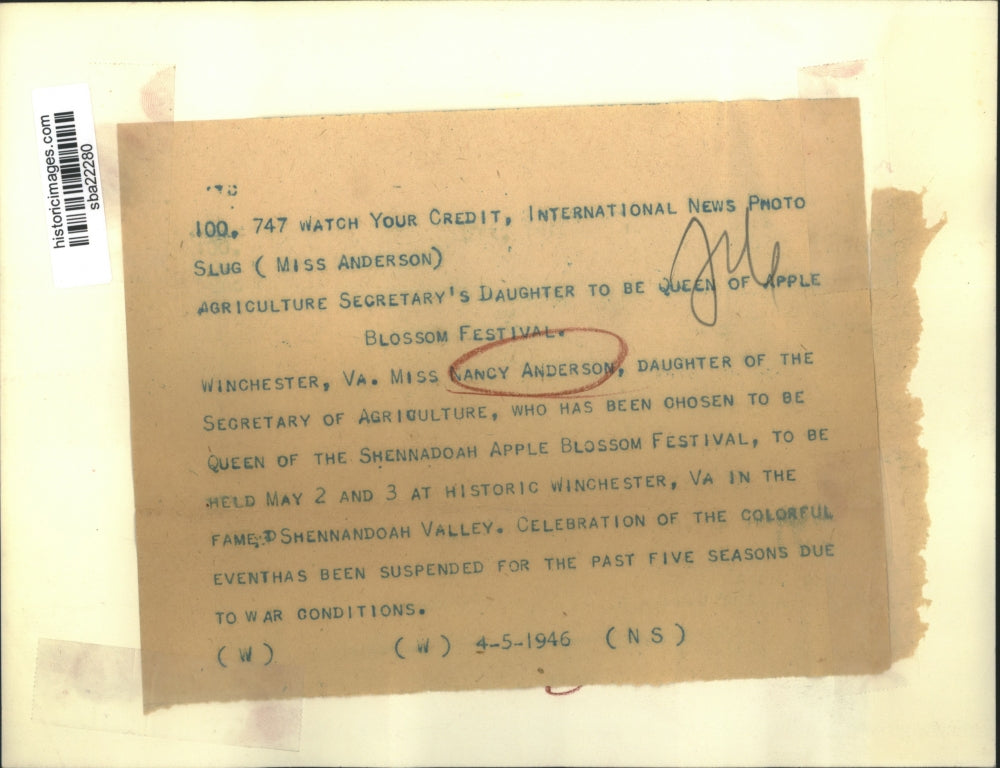 historicimages.com
sba22280
100. 747 WATCH YOUR CREDIT, INTERNATIONAL NEWS PHOTO
SLUG ( MISS ANDERSON)
AGRICULTURE SECRETARY'S DAUGHTER TO BE QUEEN OF APPLE
BLOSSOM FESTIVAL.
WINCHESTER, VA. MISS NANCY ANDERSON, DAUGHTER OF THE
SECRETARY OF AGRICULTURE, WHO HAS BEEN CHOSEN TO BE
QUEEN OF THE SHENNADOAH APPLE BLOSSOM FESTIVAL, TO BE
HELD MAY 2 AND 3 AT HISTORIC WINCHESTER, VA IN THE
FAMED SHENNANDOAH VALLEY. CELEBRATION OF THE COLORFUL
EVENTHAS BEEN SUSPENDED FOR THE PAST FIVE SEASONS DUE
TO WAR CONDITIONS.
(W) (W) 4-5-1946 (NS)